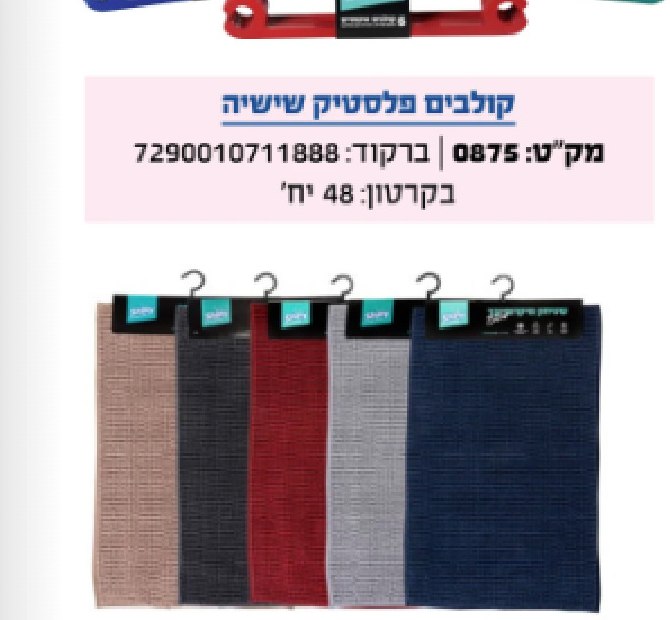 קולבים פלסטיק שישיה
מק"ט: 0875 | ברקוד: 7290010711888
בקרטון: 48 יח'